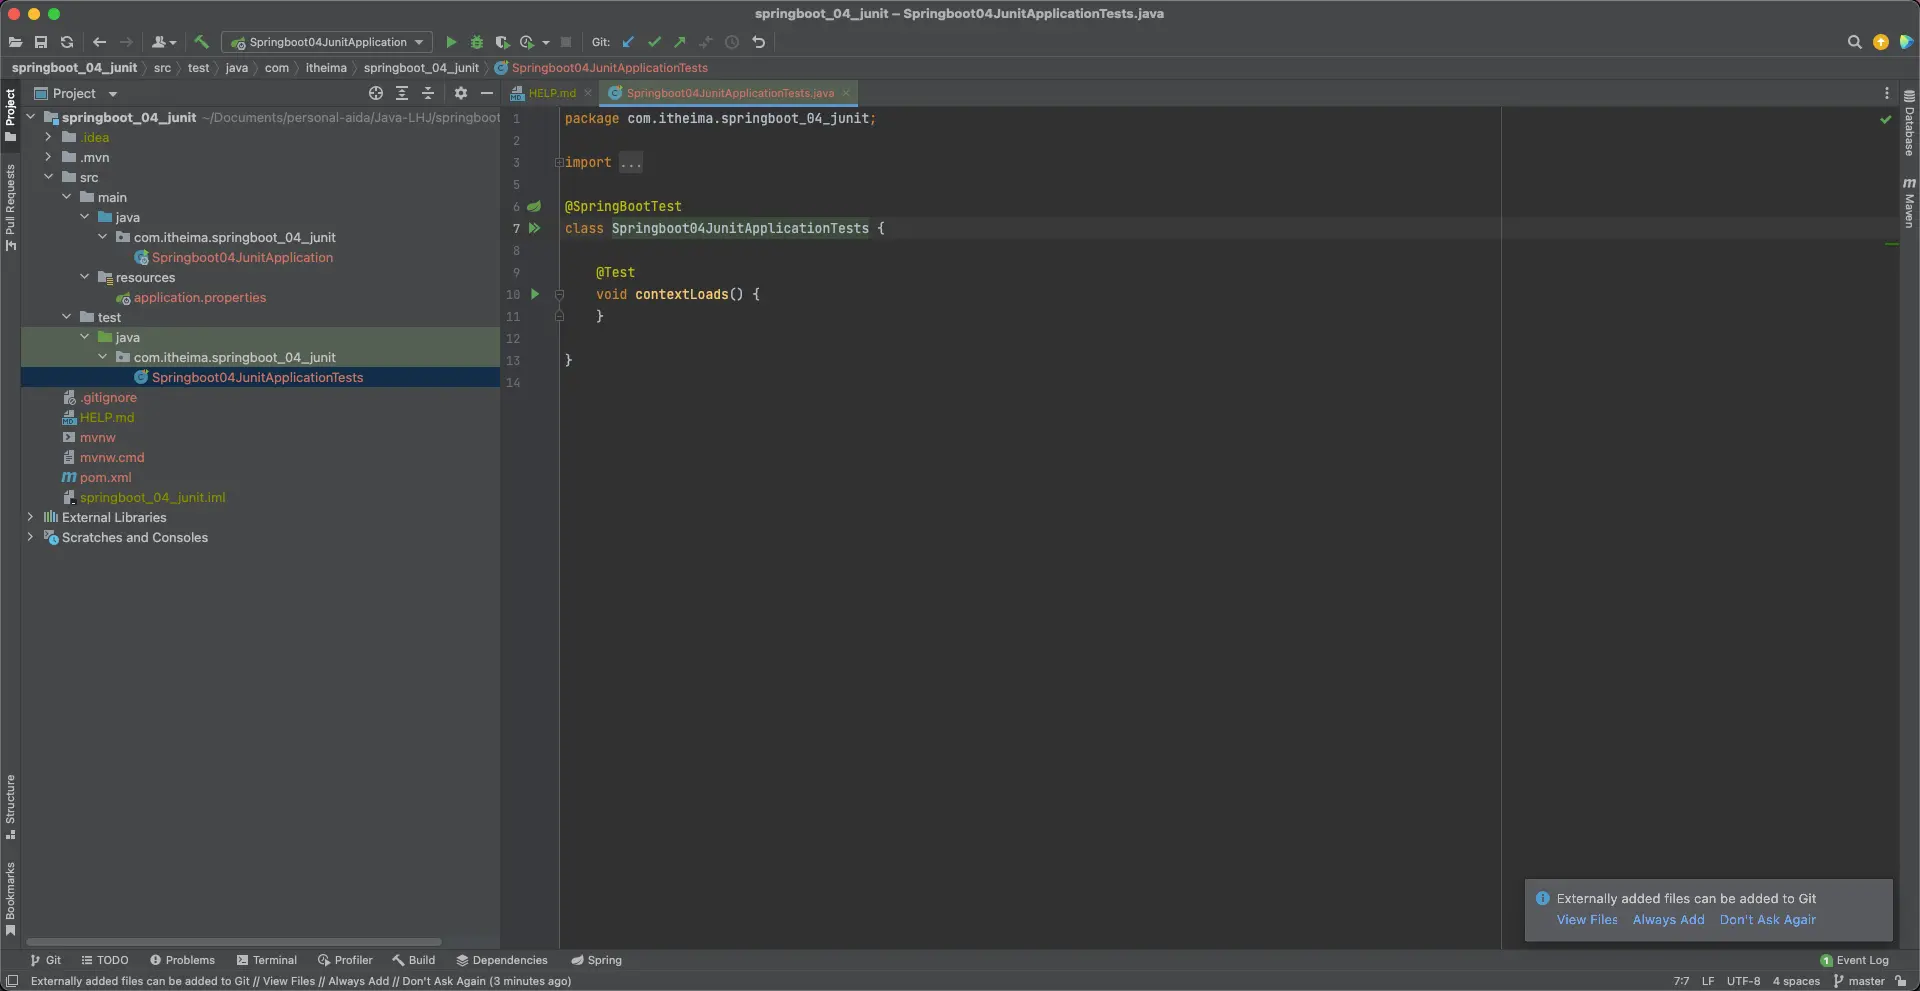 springboot_04_junit – Springboot04JunitApplicationTests.java
Springboot04JunitApplication
Git:
springboot_04_junit
src
test
java
com
itheima
springboot_04_junit
Springboot04JunitApplicationTests
Project
HELP.md
Springboot04JunitApplicationTests.java
Project
Pull Requests
Structure
Bookmarks
springboot_04_junit ~/Documents/personal-aida/Java-LHJ/springboot
.idea
.mvn
src
main
java
com.itheima.springboot_04_junit
Springboot04JunitApplication
resources
application.properties
test
java
com.itheima.springboot_04_junit
Springboot04JunitApplicationTests
.gitignore
HELP.md
mvnw
mvnw.cmd
pom.xml
springboot_04_junit.iml
External Libraries
Scratches and Consoles
1 package com.itheima.springboot_04_junit;
2
3 import ...
5
6 @SpringBootTest
7 class Springboot04JunitApplicationTests {
8
9 @Test
10 void contextLoads() {
11 }
12
13 }
14
Database
Maven
Externally added files can be added to Git
View Files Always Add Don't Ask Again
Git TODO Problems Terminal Profiler Build Dependencies Spring
1 Event Log
Externally added files can be added to Git // View Files // Always Add // Don't Ask Again (3 minutes ago)
7:7 LF UTF-8 4 spaces master